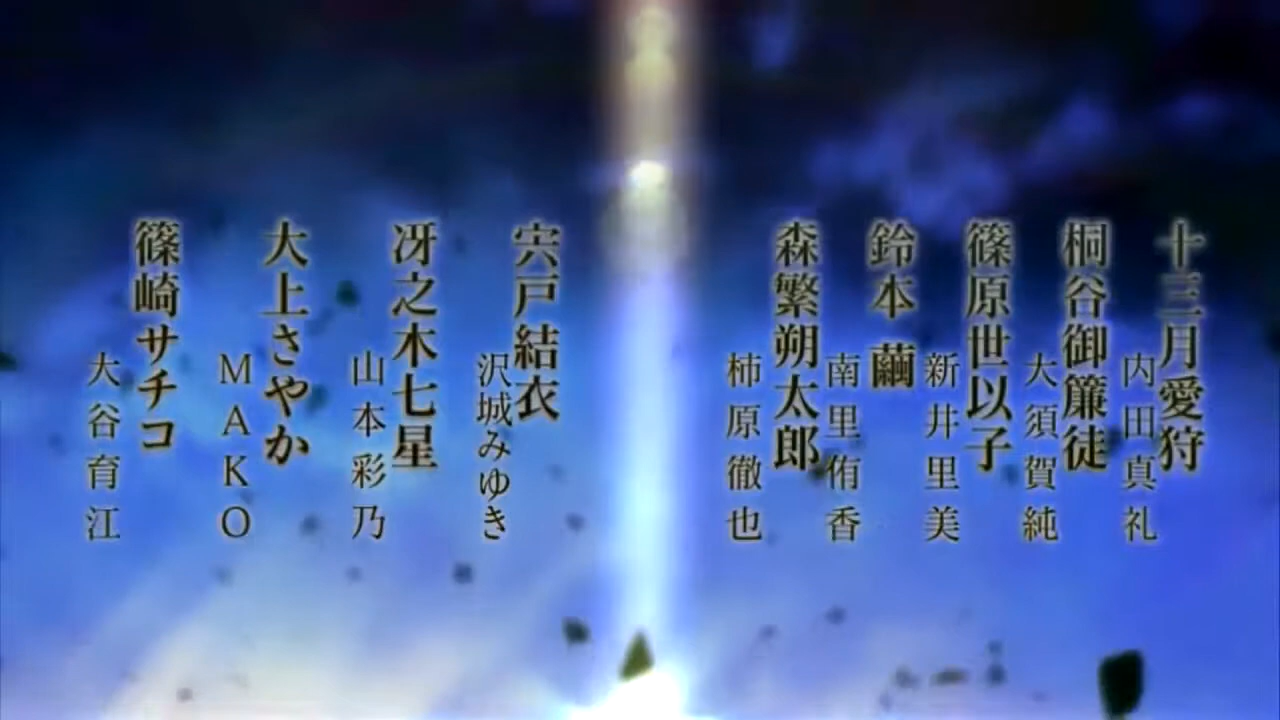 十三月愛狩
内田真礼
桐谷御簾徒
大須賀純
篠原世以子
新井里美
鈴本 繭
南里侑香
森繁朔太郎
柿原徹也
宍戸結衣
沢城みゆき
冴之木七星
山本彩乃
大上さやか
MAKO
篠崎サチコ
大谷育江